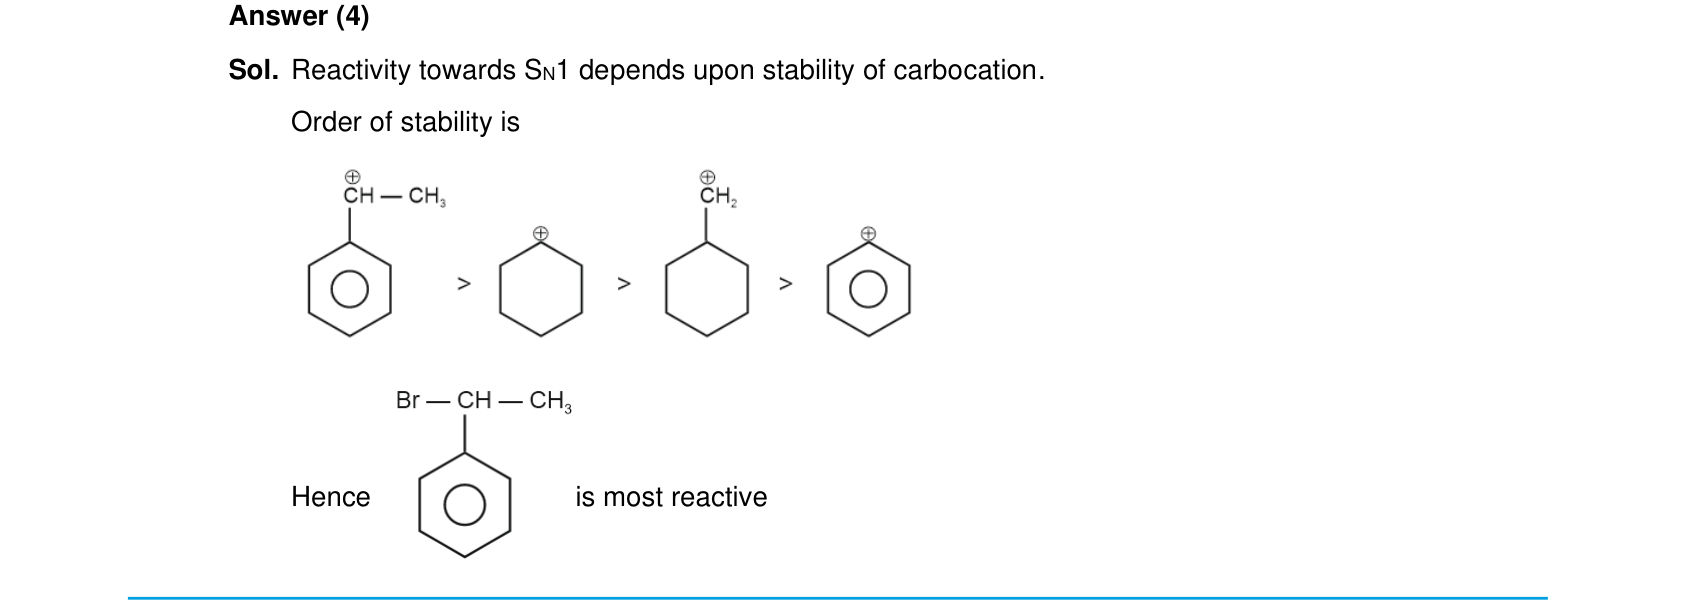 Answer (4)
Sol. Reactivity towards SN1 depends upon stability of carbocation.
Order of stability is
⊕ ⊕
CH — CH₃ CH₂
⊕ ⊕
> > >
Br — CH — CH₃
Hence is most reactive